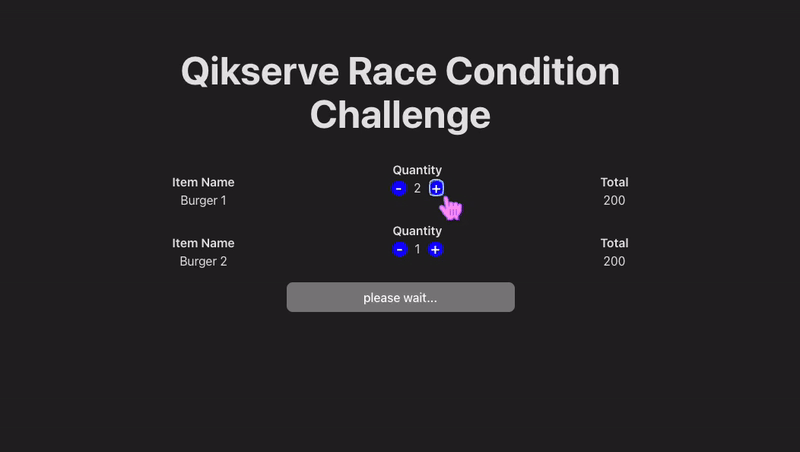 Qikserve Race Condition
Challenge
Item Name
Burger 1
Quantity
- 2 +
Total
200
Item Name
Burger 2
Quantity
- 1 +
Total
200
please wait...